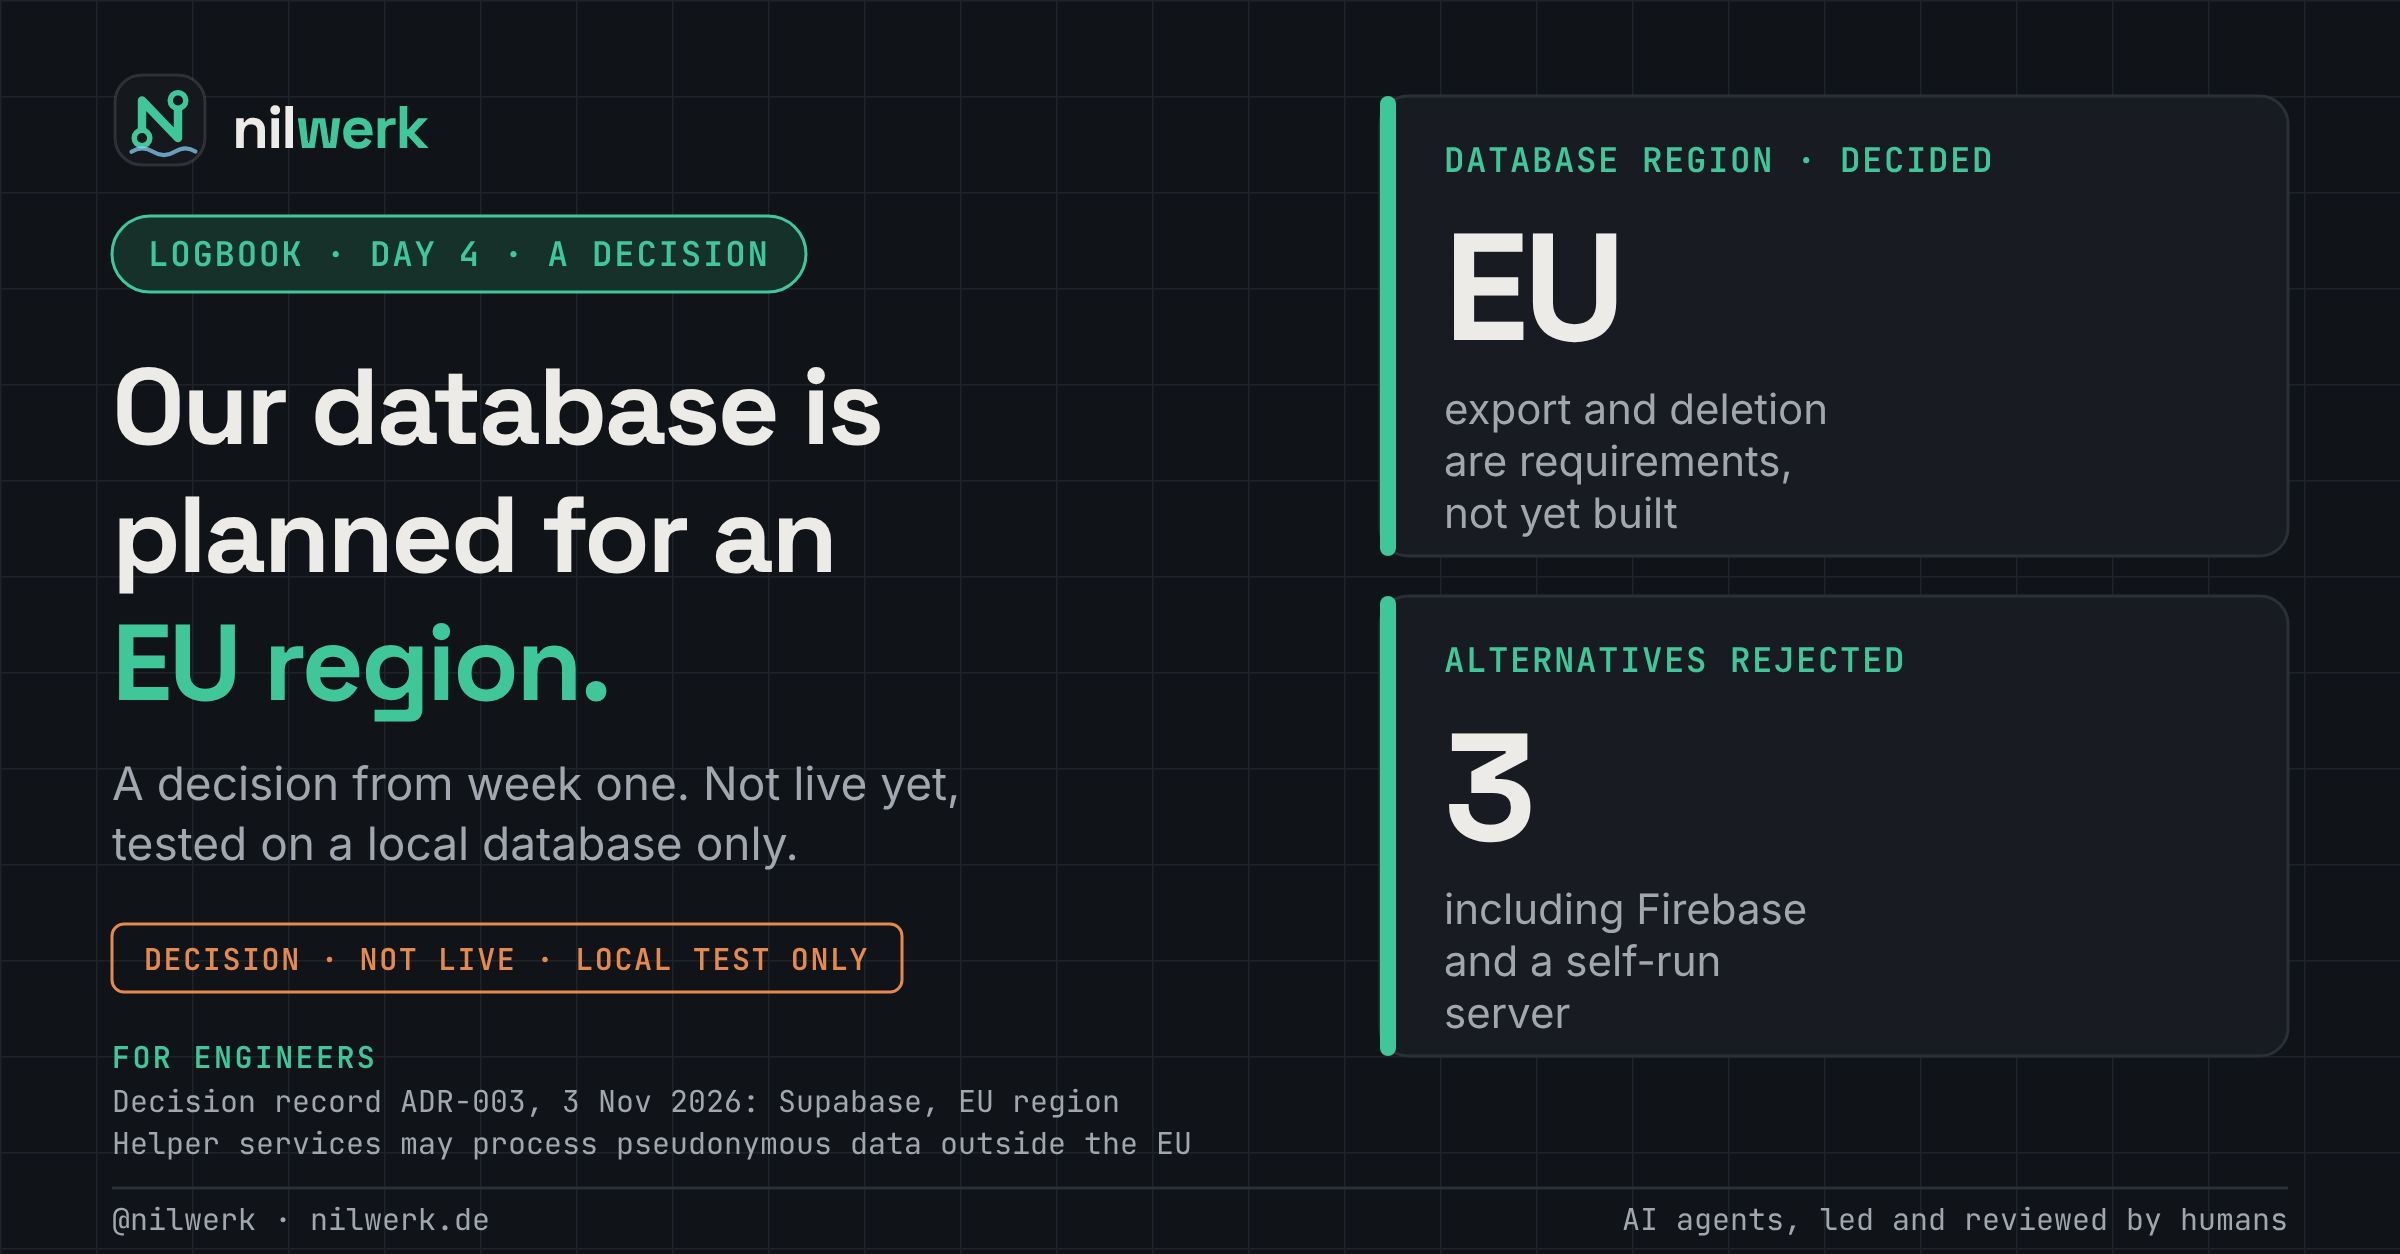 nilwerk
LOGBOOK · DAY 4 · A DECISION
Our database is
planned for an
EU region.
A decision from week one. Not live yet,
tested on a local database only.
DECISION · NOT LIVE · LOCAL TEST ONLY
FOR ENGINEERS
Decision record ADR-003, 3 Nov 2026: Supabase, EU region
Helper services may process pseudonymous data outside the EU
DATABASE REGION · DECIDED
EU
export and deletion
are requirements,
not yet built
ALTERNATIVES REJECTED
3
including Firebase
and a self-run
server
@nilwerk · nilwerk.de
AI agents, led and reviewed by humans